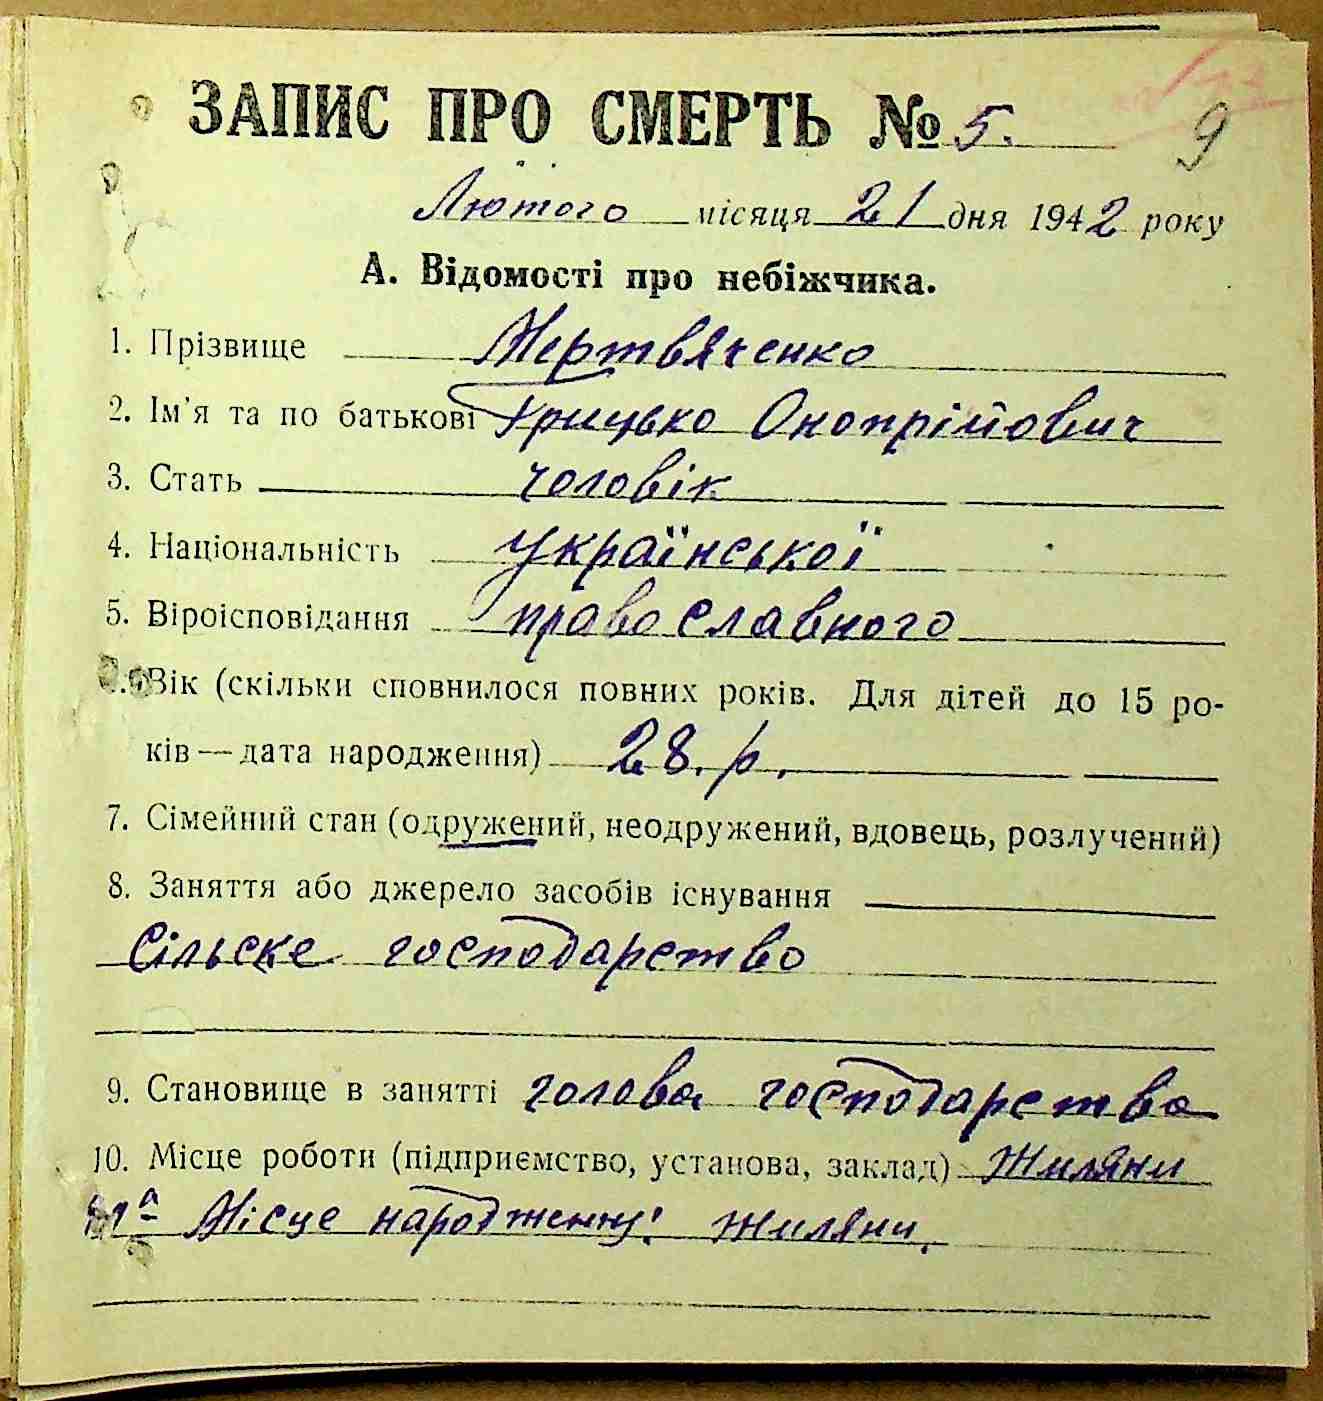 ЗАПИС ПРО СМЕРТЬ № 5. 9
Лютого місяця 21 дня 1942 року
А. Відомості про небіжчика.
1. Прізвище Мертвяченко
2. Ім'я та по батькові Грицько Онопрійович
3. Стать чоловік
4. Національність української
5. Віроісповідання православного
6. Вік (скільки сповнилося повних років. Для дітей до 15 ро-
ків — дата народження) 28. р.
7. Сімейний стан (одружений, неодружений, вдовець, розлучений)
8. Заняття або джерело засобів існування
Сільске господарство
9. Становище в занятті голова господарства
10. Місце роботи (підприємство, установа, заклад) Жиляни
Місце народження: Жиляни.